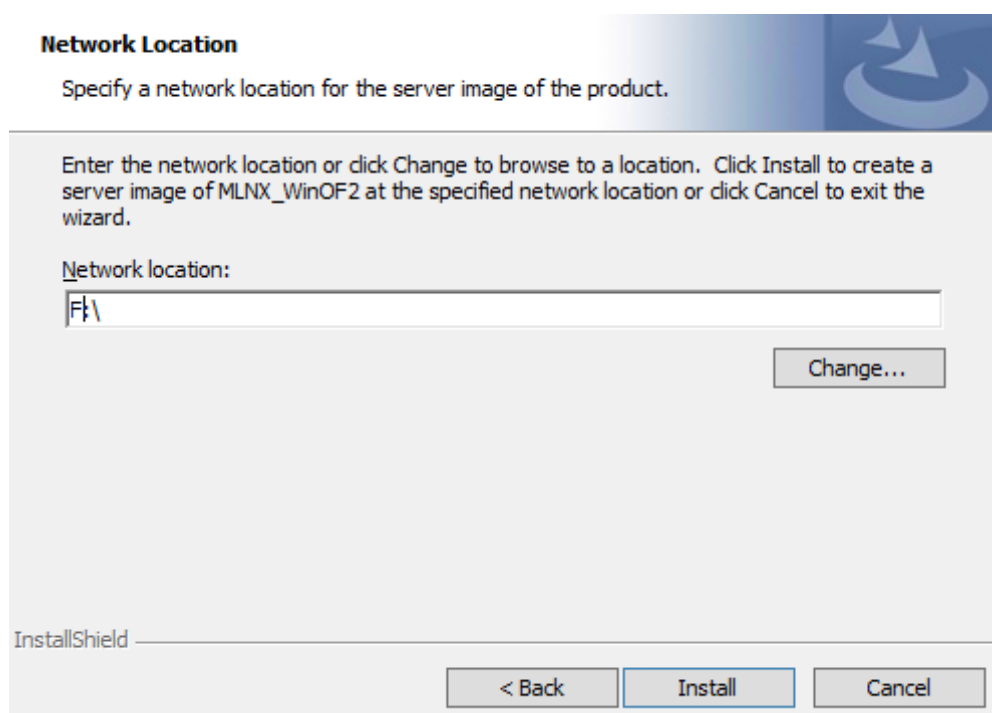 Network Location
Specify a network location for the server image of the product.
Enter the network location or click Change to browse to a location.  Click Install to create a
server image of MLNX_WinOF2 at the specified network location or click Cancel to exit the
wizard.
Network location:
F:\
Change...
InstallShield
< Back
Install
Cancel